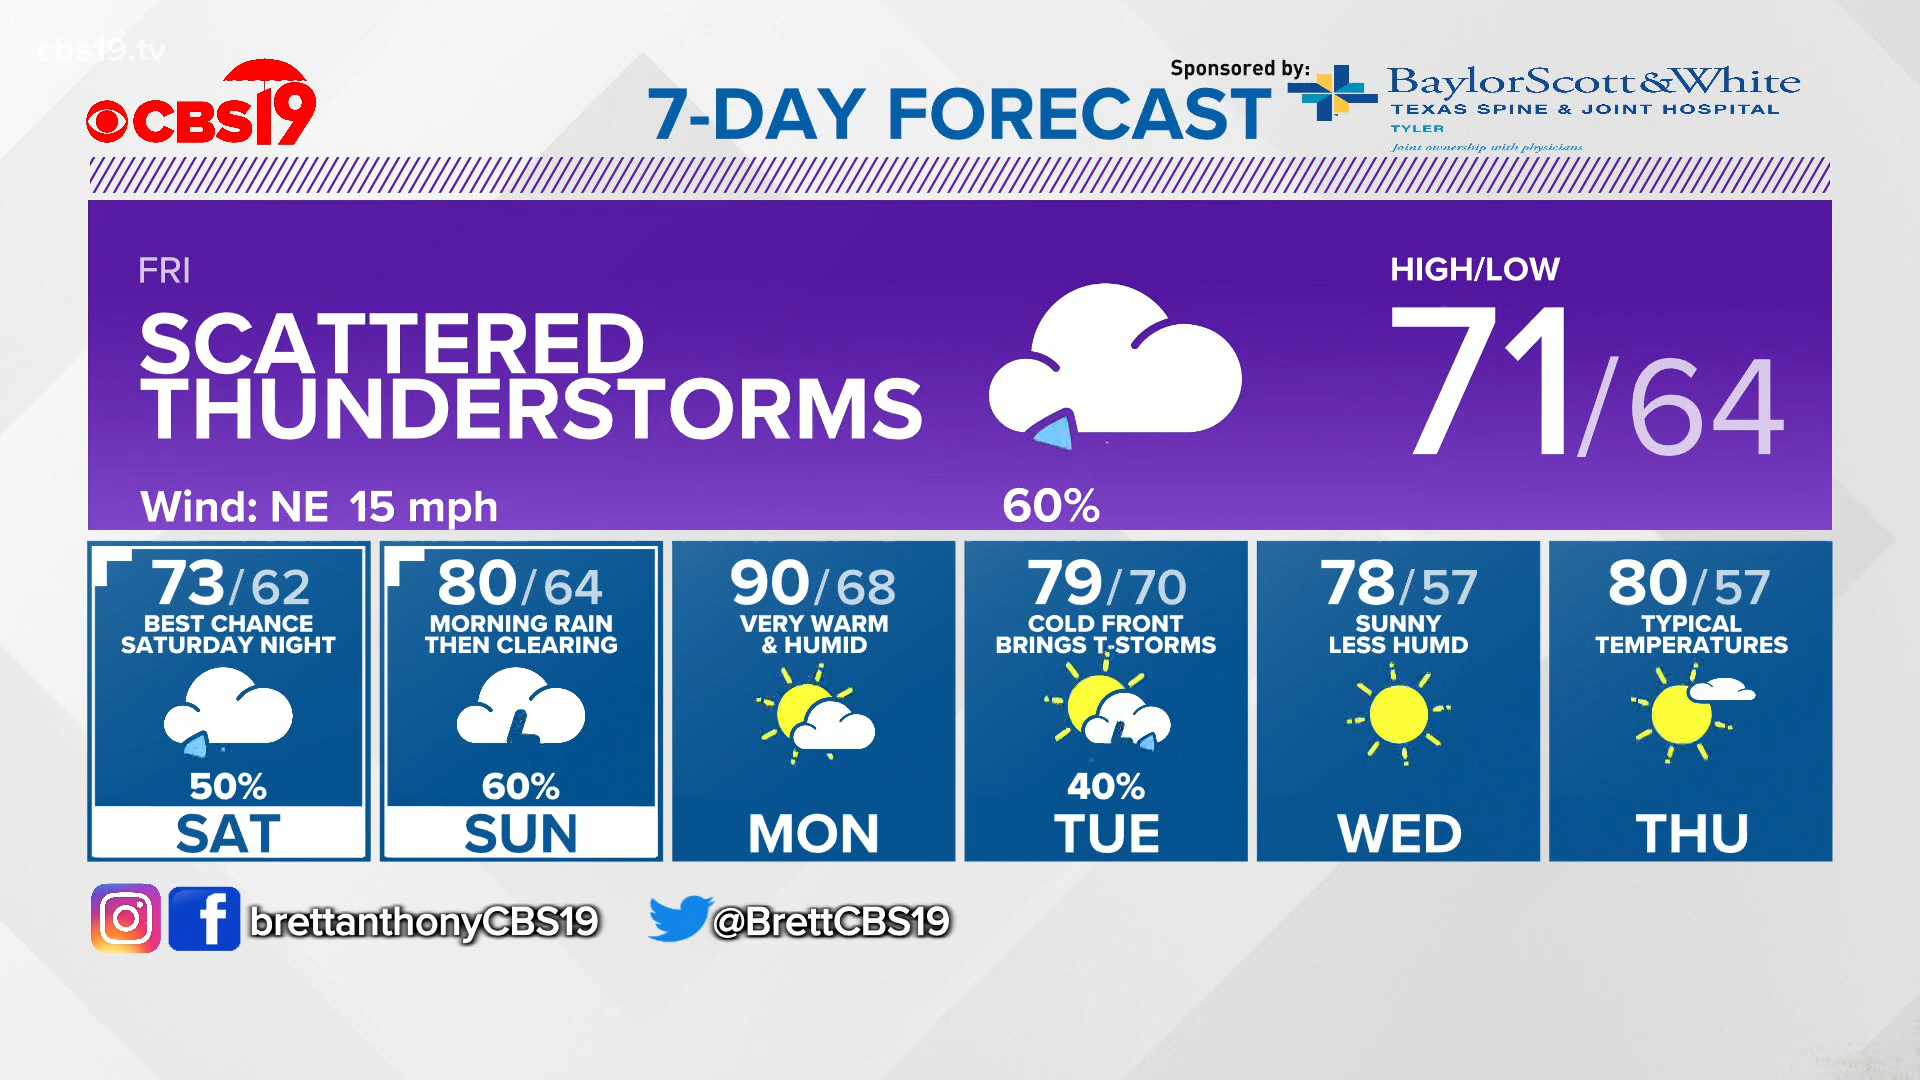 cbs19.tv
CBS19
7-DAY FORECAST
Sponsored by:
BaylorScott&White
TEXAS SPINE & JOINT HOSPITAL
TYLER
Joint ownership with physicians
FRI
SCATTERED
THUNDERSTORMS
Wind: NE 15 mph
60%
HIGH/LOW
71/64
73/62
BEST CHANCE
SATURDAY NIGHT
50%
SAT
80/64
MORNING RAIN
THEN CLEARING
60%
SUN
90/68
VERY WARM
& HUMID
MON
79/70
COLD FRONT
BRINGS T-STORMS
40%
TUE
78/57
SUNNY
LESS HUMD
WED
80/57
TYPICAL
TEMPERATURES
THU
brettanthonyCBS19
@BrettCBS19